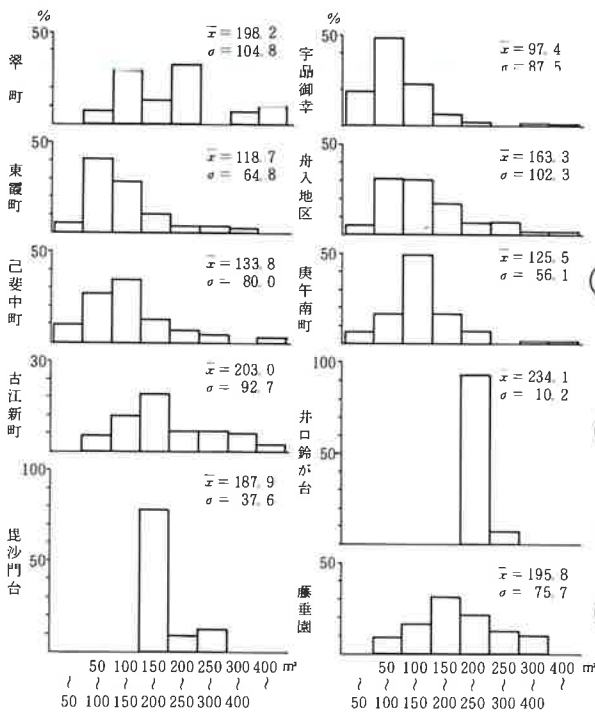 %
50
翠町
x̄ = 198.2
σ = 104.8
50
東霞町
x̄ = 118.7
σ = 64.8
50
己斐中町
x̄ = 133.8
σ = 80.0
30
古江新町
x̄ = 203.0
σ = 92.7
100
50
毘沙門台
x̄ = 187.9
σ = 37.6
50 100 150 200 250 300 400 m²
~ ~ ~ ~ ~ ~ ~ ~
50 100 150 200 250 300 400
%
50
宇品御幸
x̄ = 97.4
σ = 87.5
50
舟入地区
x̄ = 163.3
σ = 102.3
50
庚午南町
x̄ = 125.5
σ = 56.1
100
50
井口鈴が台
x̄ = 234.1
σ = 10.2
50
藤垂園
x̄ = 195.8
σ = 75.7
50 100 150 200 250 300 400 m²
~ ~ ~ ~ ~ ~ ~ ~
50 100 150 200 250 300 400